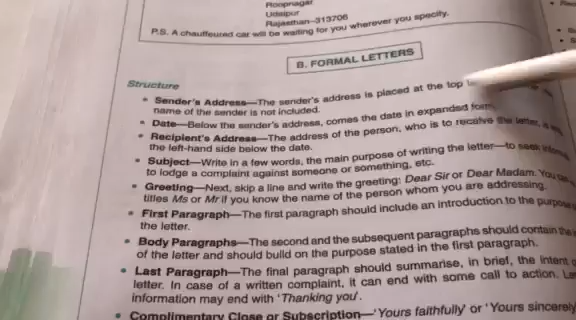 Roopnagar
Udaipur
Rajasthan–313706
P.S. A chauffeured car will be waiting for you wherever you specify.
B. FORMAL LETTERS
Structure
• Sender's Address—The sender's address is placed at the top
name of the sender is not included.
• Date—Below the sender's address, comes the date in expanded form.
• Recipient's Address—The address of the person, who is to receive the letter, is
the left-hand side below the date.
• Subject—Write in a few words, the main purpose of writing the letter—to seek
to lodge a complaint against someone or something, etc.
• Greeting—Next, skip a line and write the greeting: Dear Sir or Dear Madam. You can
titles Ms or Mr if you know the name of the person whom you are addressing.
• First Paragraph—The first paragraph should include an introduction to the purpose
the letter.
• Body Paragraphs—The second and the subsequent paragraphs should contain the
of the letter and should build on the purpose stated in the first paragraph.
• Last Paragraph—The final paragraph should summarise, in brief, the intent
letter. In case of a written complaint, it can end with some call to action.
information may end with 'Thanking you'.
• Complimentary Close or Subscription—'Yours faithfully' or 'Yours sincerely